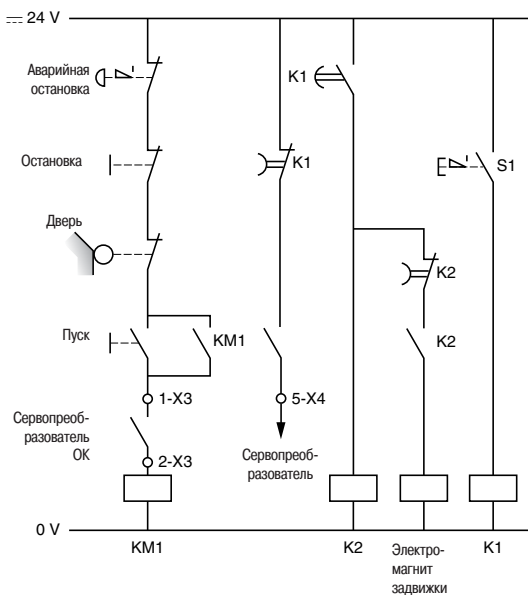 24 V
Аварийная
остановка
K1
Остановка
K1
S1
Дверь
K2
Пуск
KM1
K2
1-X3
5-X4
Сервопреоб-
разователь
ОК
Сервопреоб-
разователь
2-X3
0 V
KM1
K2
Электро-
магнит
задвижки
K1